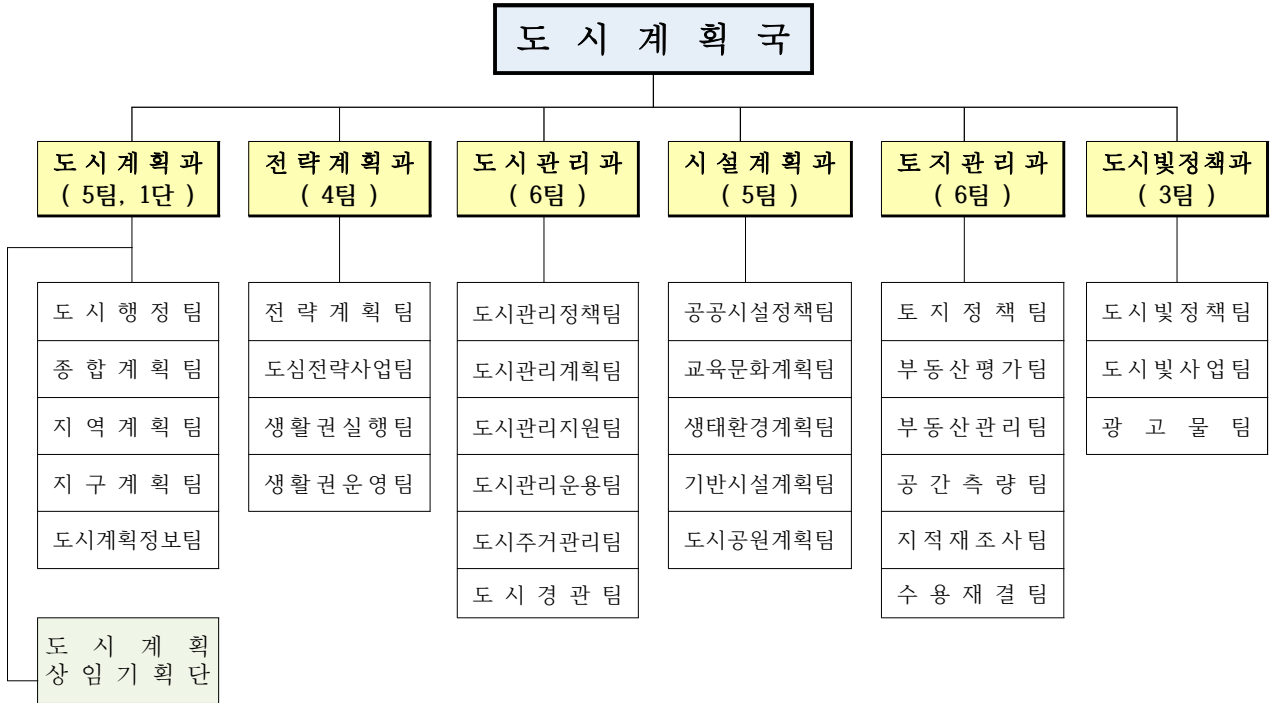 도 시 계 획 국
도 시 계 획 과
( 5팀, 1단 )
전 략 계 획 과
( 4팀 )
도 시 관 리 과
( 6팀 )
시 설 계 획 과
( 5팀 )
토 지 관 리 과
( 6팀 )
도시빛정책과
( 3팀 )
도 시 행 정 팀
종 합 계 획 팀
지 역 계 획 팀
지 구 계 획 팀
도시계획정보팀
도 시 계 획
상 임 기 획 단
전 략 계 획 팀
도심전략사업팀
생활권실행팀
생활권운영팀
도시관리정책팀
도시관리계획팀
도시관리지원팀
도시관리운용팀
도시주거관리팀
도 시 경 관 팀
공공시설정책팀
교육문화계획팀
생태환경계획팀
기반시설계획팀
도시공원계획팀
토 지 정 책 팀
부동산평가팀
부동산관리팀
공 간 측 량 팀
지적재조사팀
수 용 재 결 팀
도시빛정책팀
도시빛사업팀
광 고 물 팀